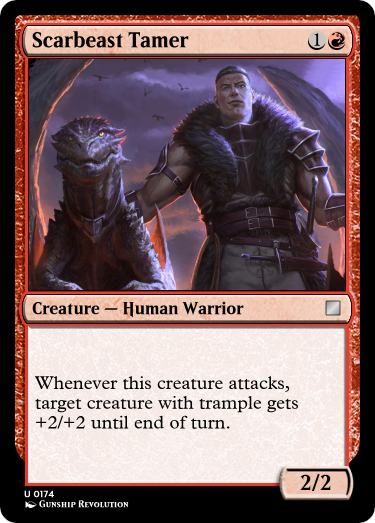 Scarbeast Tamer 1
Creature — Human Warrior
Whenever this creature attacks,
target creature with trample gets
+2/+2 until end of turn.
2/2
U 0174
Gunship Revolution